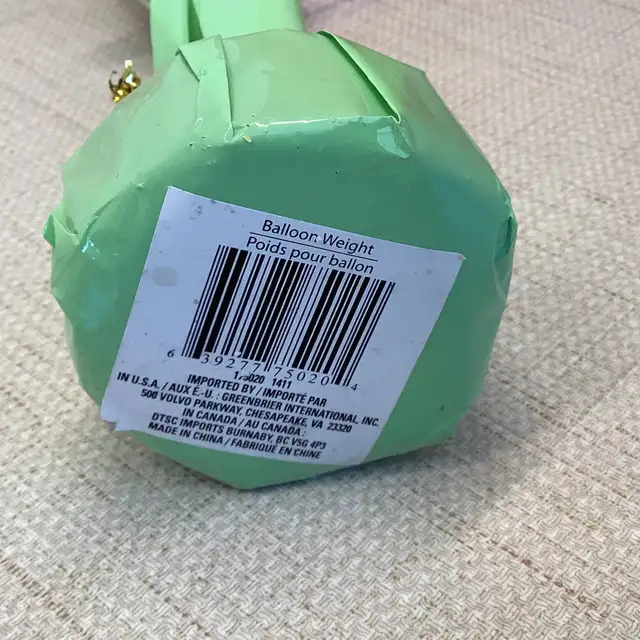 Balloon Weight
Poids pour ballon
6 39277 75020 4
175020 1411
IMPORTED BY / IMPORTÉ PAR
IN U.S.A. / AUX É.-U. : GREENBRIER INTERNATIONAL, INC.
500 VOLVO PARKWAY, CHESAPEAKE, VA 23320
IN CANADA / AU CANADA :
DTSC IMPORTS BURNABY, BC V5G 4P3
MADE IN CHINA / FABRIQUÉ EN CHINE